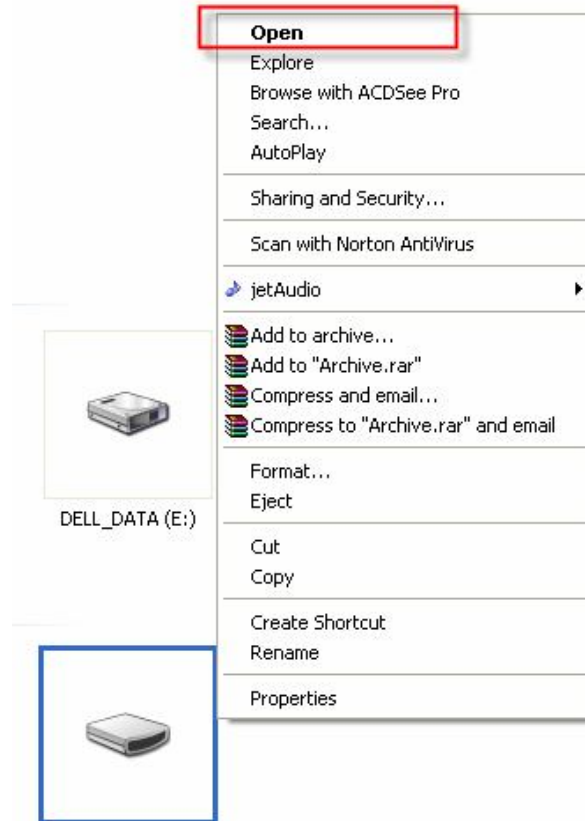 Open
Explore
Browse with ACDSee Pro
Search...
AutoPlay
Sharing and Security...
Scan with Norton AntiVirus
jetAudio
Add to archive...
Add to "Archive.rar"
Compress and email...
Compress to "Archive.rar" and email
Format...
Eject
Cut
Copy
Create Shortcut
Rename
Properties
DELL_DATA (E:)